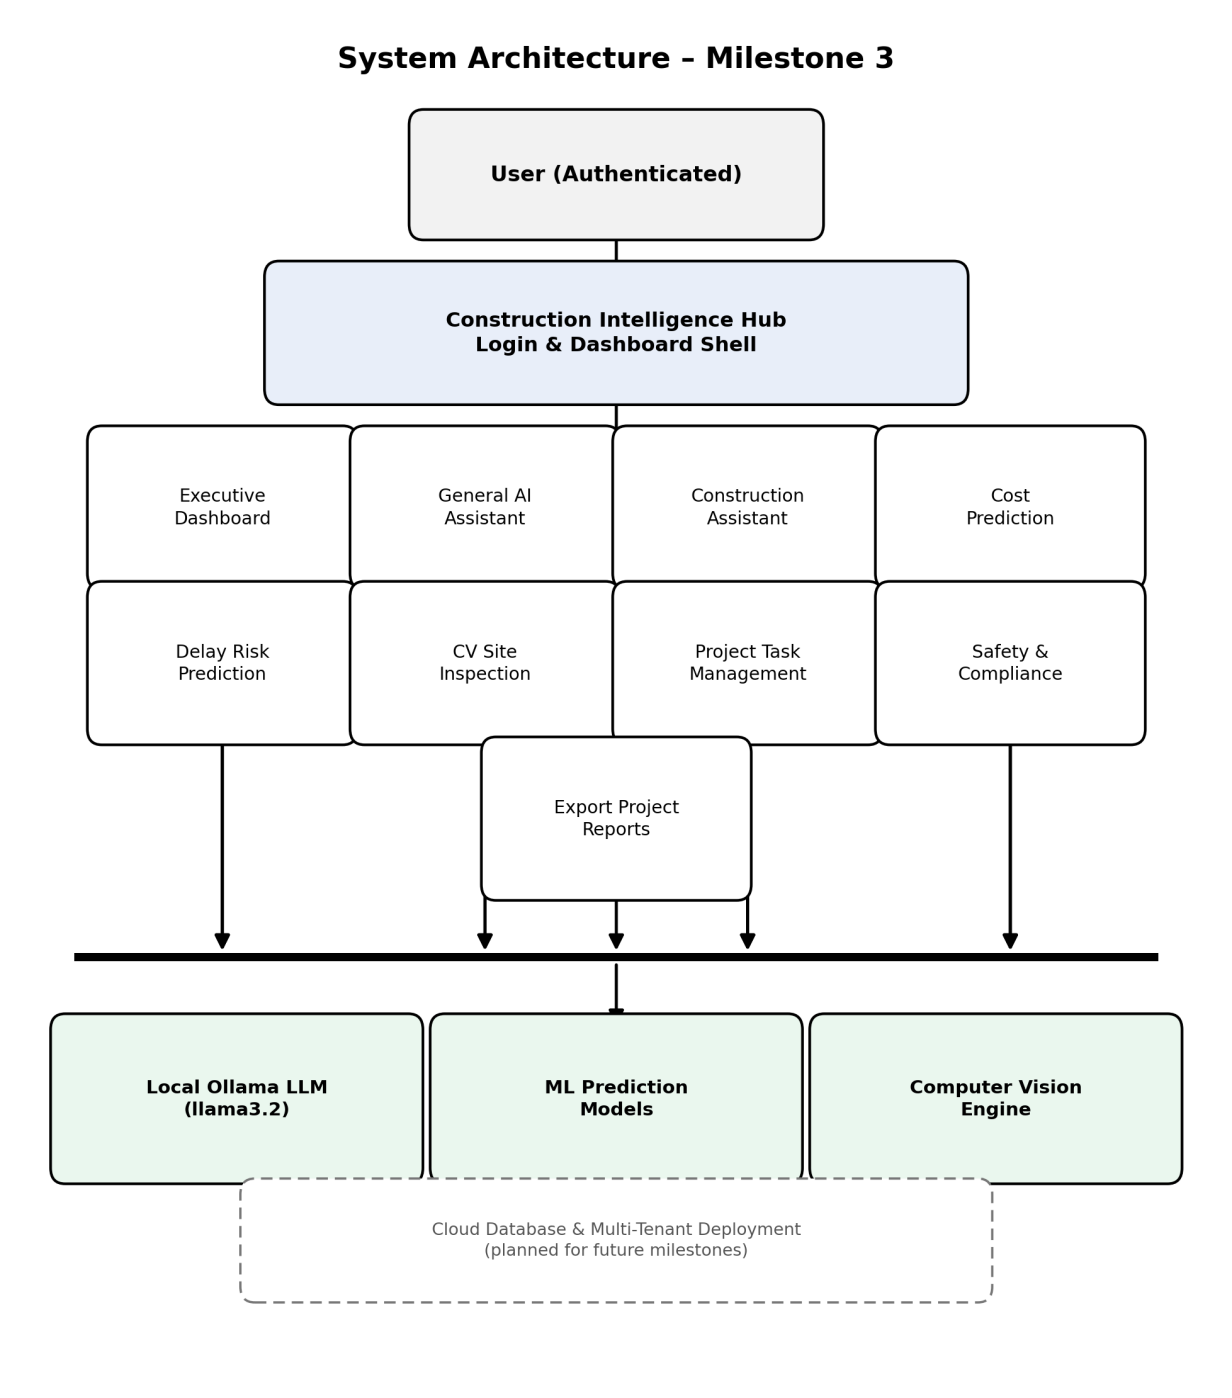 System Architecture – Milestone 3
User (Authenticated)
Construction Intelligence Hub
Login & Dashboard Shell
Executive
Dashboard
General AI
Assistant
Construction
Assistant
Cost
Prediction
Delay Risk
Prediction
CV Site
Inspection
Project Task
Management
Safety &
Compliance
Export Project
Reports
Local Ollama LLM
(llama3.2)
ML Prediction
Models
Computer Vision
Engine
Cloud Database & Multi-Tenant Deployment
(planned for future milestones)